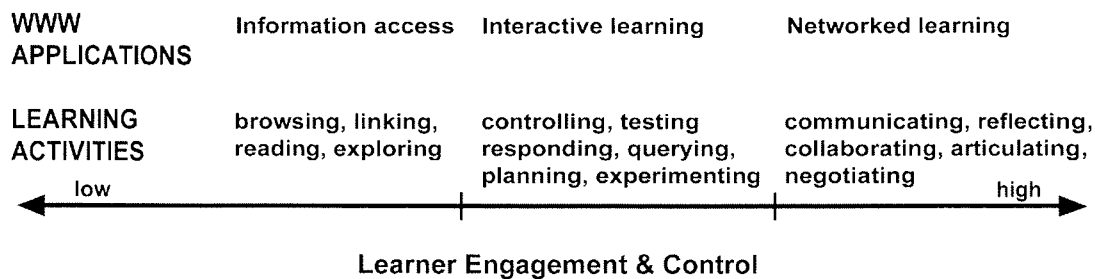 WWW APPLICATIONS
Information access
Interactive learning
Networked learning
LEARNING ACTIVITIES
browsing, linking,
reading, exploring
controlling, testing
responding, querying,
planning, experimenting
communicating, reflecting,
collaborating, articulating,
negotiating
low
high
Learner Engagement & Control